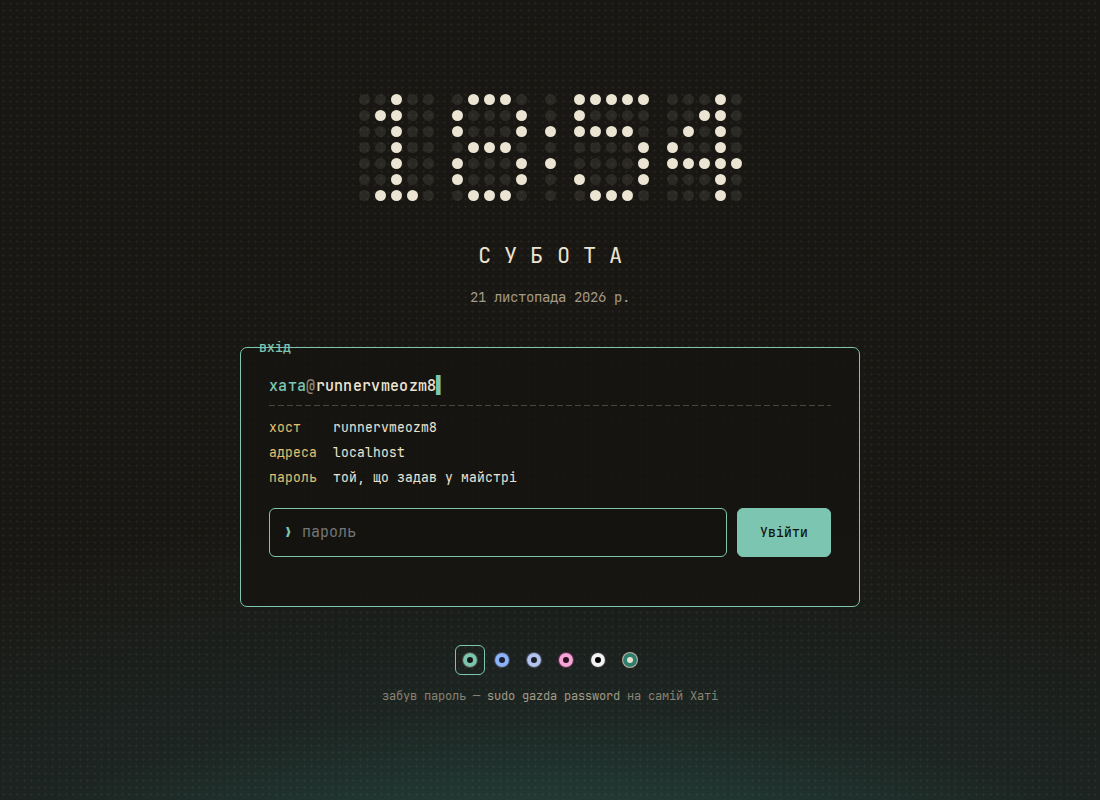 18:54
СУБОТА
21 листопада 2026 р.
вхід
хата@runnervmeozm8
хост runnervmeozm8
адреса localhost
пароль той, що задав у майстрі
❯ пароль
Увійти
забув пароль — sudo gazda password на самій Хаті